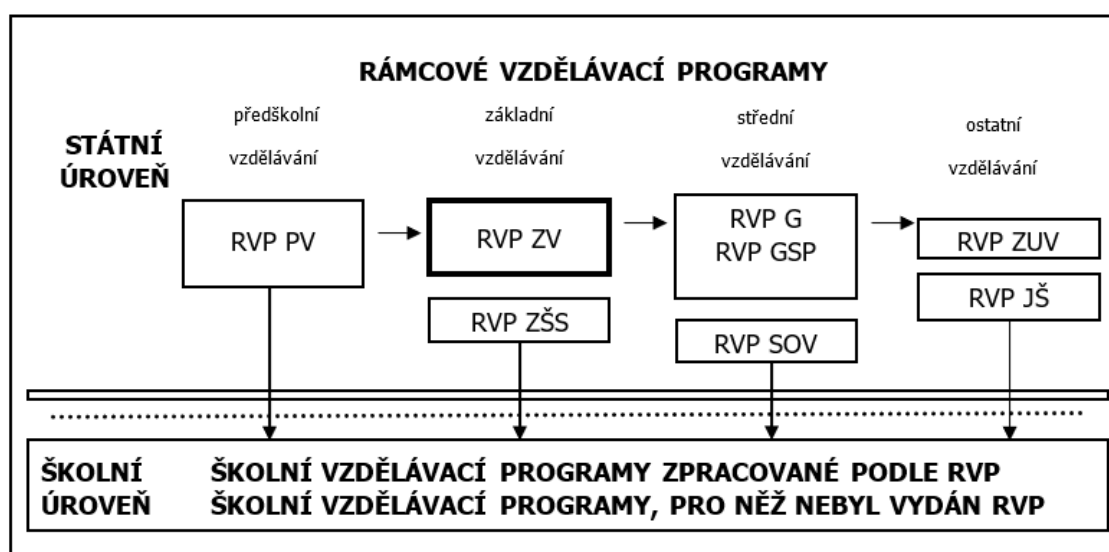 RÁMCOVÉ VZDĚLÁVACÍ PROGRAMY
předškolní
vzdělávání
základní
vzdělávání
střední
vzdělávání
ostatní
vzdělávání
STÁTNÍ
ÚROVEŇ
RVP PV
RVP ZV
RVP G
RVP GSP
RVP ZUV
RVP ZŠS
RVP JŠ
RVP SOV
ŠKOLNÍ ŠKOLNÍ VZDĚLÁVACÍ PROGRAMY ZPRACOVANÉ PODLE RVP
ÚROVEŇ ŠKOLNÍ VZDĚLÁVACÍ PROGRAMY, PRO NĚŽ NEBYL VYDÁN RVP